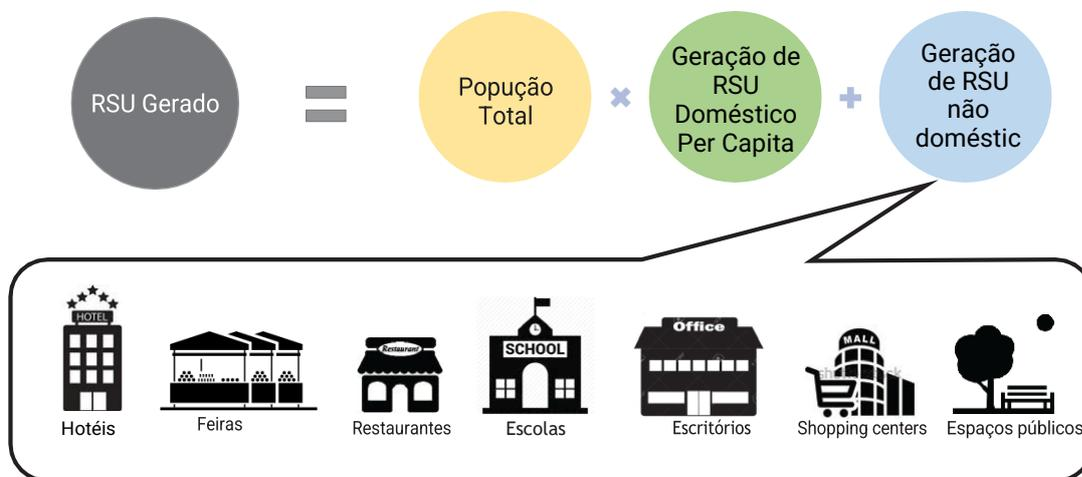 RSU Gerado
Popução
Total
Geração de
RSU
Doméstico
Per Capita
Geração
de RSU
não
doméstic
HOTEL
Restaurant
SCHOOL
Office
MALL
Hotéis
Feiras
Restaurantes
Escolas
Escritórios
Shopping centers
Espaços públicos